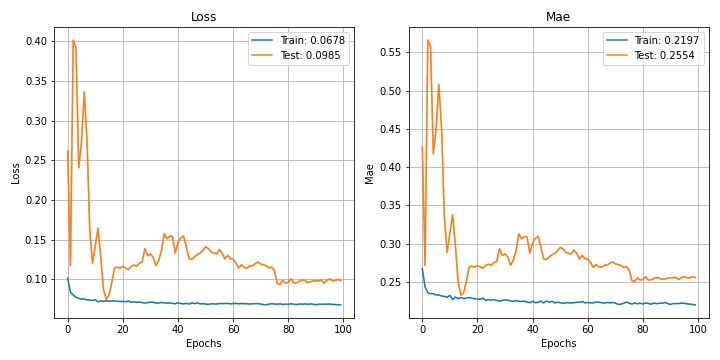 Loss
Train: 0.0678
Test: 0.0985
0.40
0.35
0.30
0.25
0.20
0.15
0.10
Loss
0 20 40 60 80 100
Epochs
Mae
Train: 0.2197
Test: 0.2554
0.55
0.50
0.45
0.40
0.35
0.30
0.25
Mae
0 20 40 60 80 100
Epochs